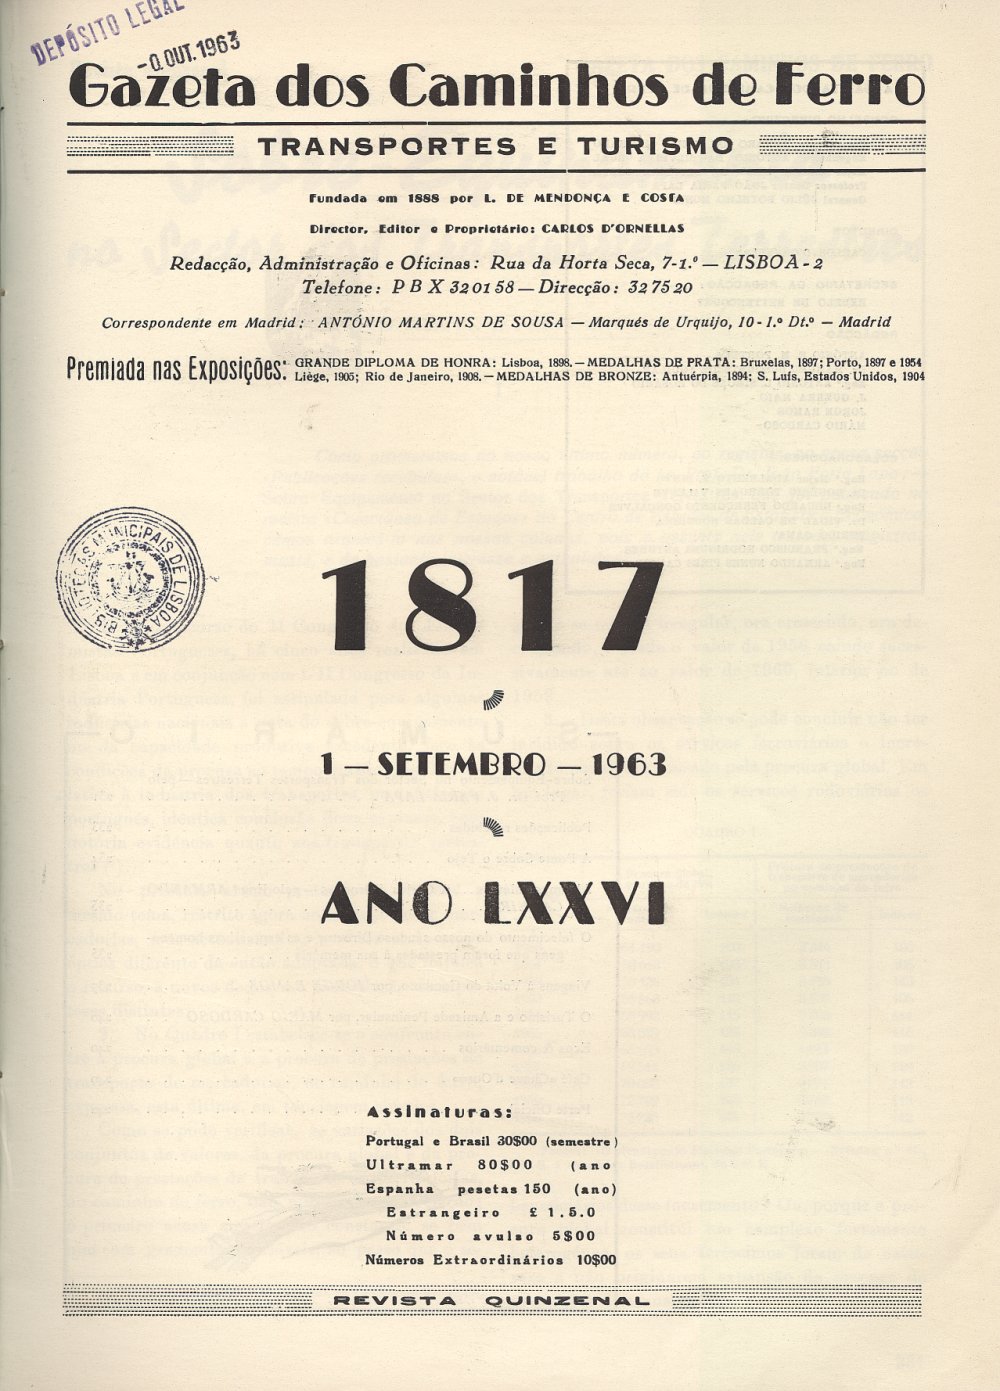 DEPÓSITO LEGAL
OUT. 1963
Gazeta dos Caminhos de Ferro
TRANSPORTES E TURISMO
Fundada em 1888 por L. DE MENDONÇA E COSTA
Director, Editor e Proprietário: CARLOS D'ORNELLAS
Redacção, Administração e Oficinas: Rua da Horta Seca, 7-1.º — LISBOA - 2
Telefone: P B X 320158 — Direcção: 327520
Correspondente em Madrid: ANTÓNIO MARTINS DE SOUSA — Marqués de Urquijo, 10-1.º Dt.º — Madrid
Premiada nas Exposições: GRANDE DIPLOMA DE HONRA: Lisboa, 1898. — MEDALHAS DE PRATA: Bruxelas, 1897; Porto, 1897 e 1954
Liège, 1905; Rio de Janeiro, 1908. — MEDALHAS DE BRONZE: Antuérpia, 1894; S. Luís, Estados Unidos, 1904
BIBLIOTECAS MUNICIPAIS DE LISBOA
1817
1 — SETEMBRO — 1963
ANO LXXVI
Assinaturas:
Portugal e Brasil 30$00 (semestre)
Ultramar 80$00 (ano
Espanha pesetas 150 (ano)
Estrangeiro £ 1.5.0
Número avulso 5$00
Números Extraordinários 10$00
REVISTA QUINZENAL